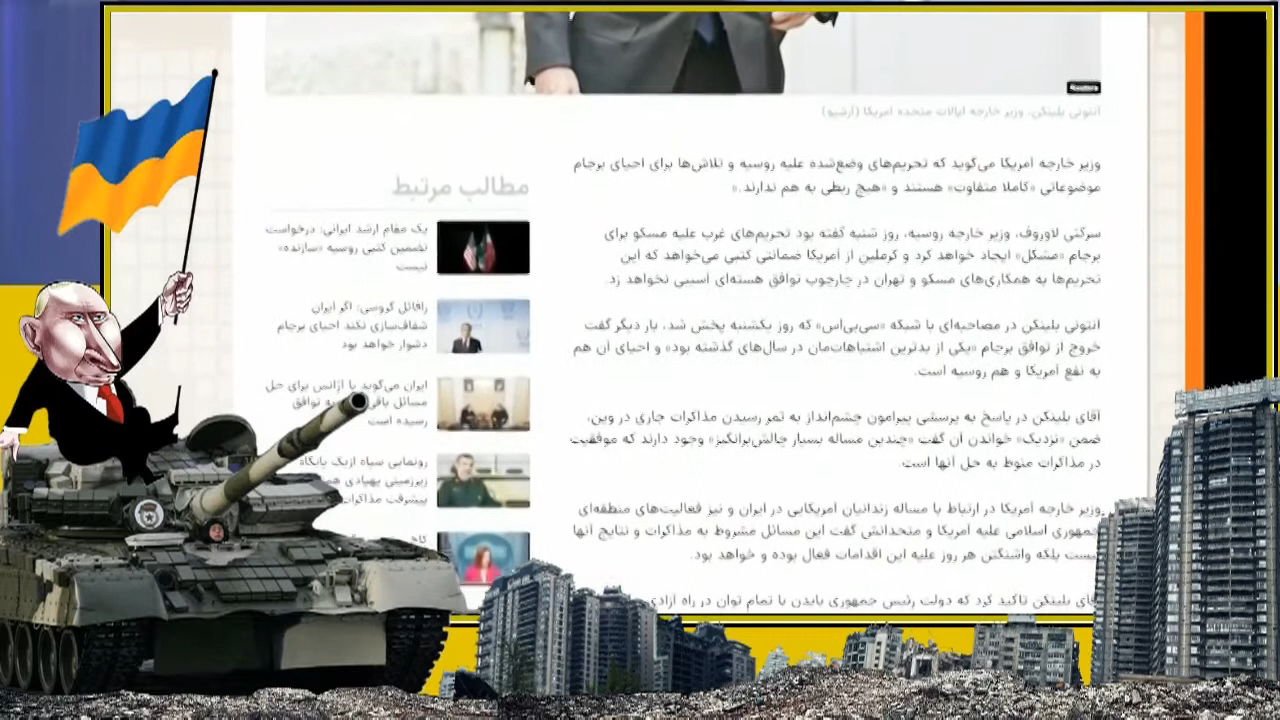 آنتونی بلینکن، وزیر خارجه ایالات متحده آمریکا (آرشیو)
وزیر خارجه آمریکا می‌گوید که تحریم‌های وضع‌شده علیه روسیه و تلاش‌ها برای احیای برجام
موضوعاتی «کاملا متفاوت» هستند و «هیچ ربطی به هم ندارند.»
سرگئی لاوروف، وزیر خارجه روسیه، روز شنبه گفته بود تحریم‌های غرب علیه مسکو برای
برجام «مشکل» ایجاد خواهد کرد و کرملین از آمریکا ضمانتی کتبی می‌خواهد که این
تحریم‌ها به همکاری‌های مسکو و تهران در چارچوب توافق هسته‌ای آسیبی نخواهد زد.
آنتونی بلینکن در مصاحبه‌ای با شبکه «سی‌بی‌اس» که روز یکشنبه پخش شد، بار دیگر گفت
خروج از توافق برجام «یکی از بدترین اشتباهات‌مان در سال‌های گذشته بود» و احیای آن هم
به نفع آمریکا و هم روسیه است.
آقای بلینکن در پاسخ به پرسشی پیرامون چشم‌انداز به ثمر رسیدن مذاکرات جاری در وین،
ضمن «نزدیک» خواندن آن گفت «چندین مساله بسیار چالش‌برانگیز» وجود دارند که موفقیت
در مذاکرات منوط به حل آنها است.
وزیر خارجه آمریکا در ارتباط با مساله زندانیان آمریکایی در ایران و نیز فعالیت‌های منطقه‌ای
جمهوری اسلامی علیه آمریکا و متحدانش گفت این مسائل مشروط به مذاکرات و نتایج آنها
نیست بلکه واشنگتن هر روز علیه این اقدامات فعال بوده و خواهد بود.
آقای بلینکن تاکید کرد که دولت رئیس جمهوری بایدن با تمام توان در راه آزادی
مطالب مرتبط
یک مقام ارشد ایرانی: درخواست
تضمین کتبی روسیه «سازنده»
نیست
رافائل گروسی: اگر ایران
شفاف‌سازی نکند احیای برجام
دشوار خواهد بود
ایران می‌گوید با آژانس برای حل
مسائل به توافق
رسیده است
رونمایی سپاه از یک پایگاه
زیرزمینی پهپادی
پیشرفت مذاکرات